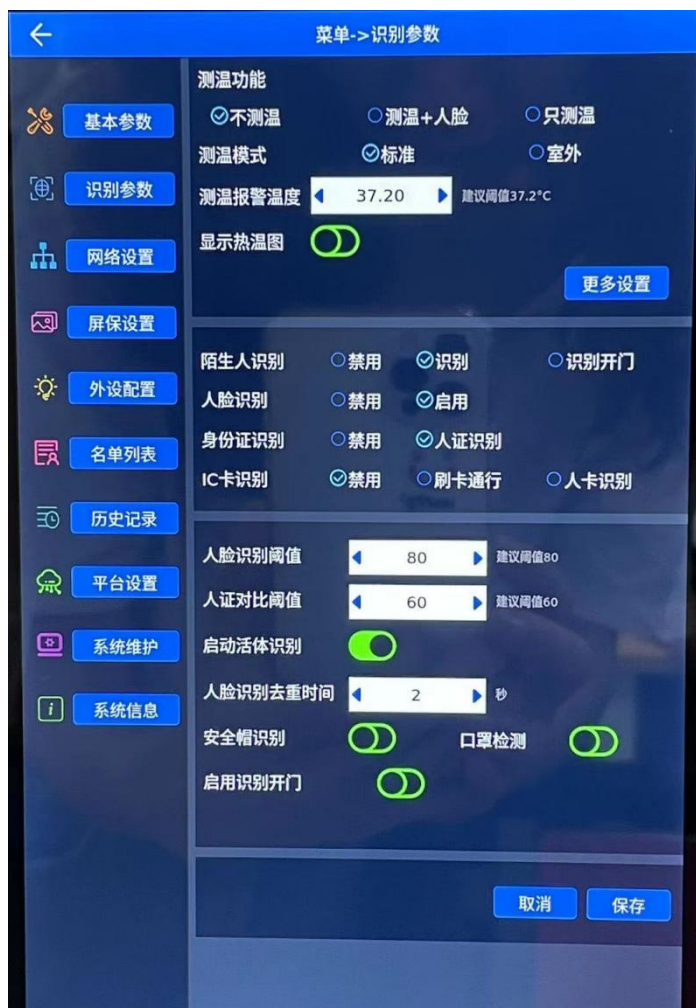 菜单->识别参数
基本参数
识别参数
网络设置
屏保设置
外设配置
名单列表
历史记录
平台设置
系统维护
系统信息
测温功能
不测温 测温+人脸 只测温
测温模式 标准 室外
测温报警温度 37.20 建议阈值37.2°C
显示热温图
更多设置
陌生人识别 禁用 识别 识别开门
人脸识别 禁用 启用
身份证识别 禁用 人证识别
IC卡识别 禁用 刷卡通行 人卡识别
人脸识别阈值 80 建议阈值80
人证对比阈值 60 建议阈值60
启动活体识别
人脸识别去重时间 2 秒
安全帽识别 口罩检测
启用识别开门
取消 保存